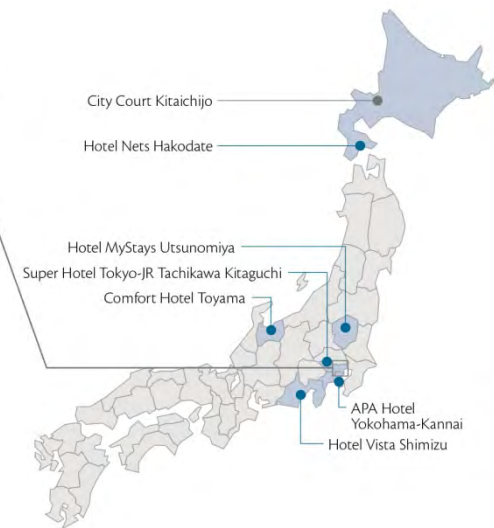 City Court Kitaichijo
Hotel Nets Hakodate
Hotel MyStays Utsunomiya
Super Hotel Tokyo-JR Tachikawa Kitaguchi
Comfort Hotel Toyama
APA Hotel
Yokohama-Kannai
Hotel Vista Shimizu